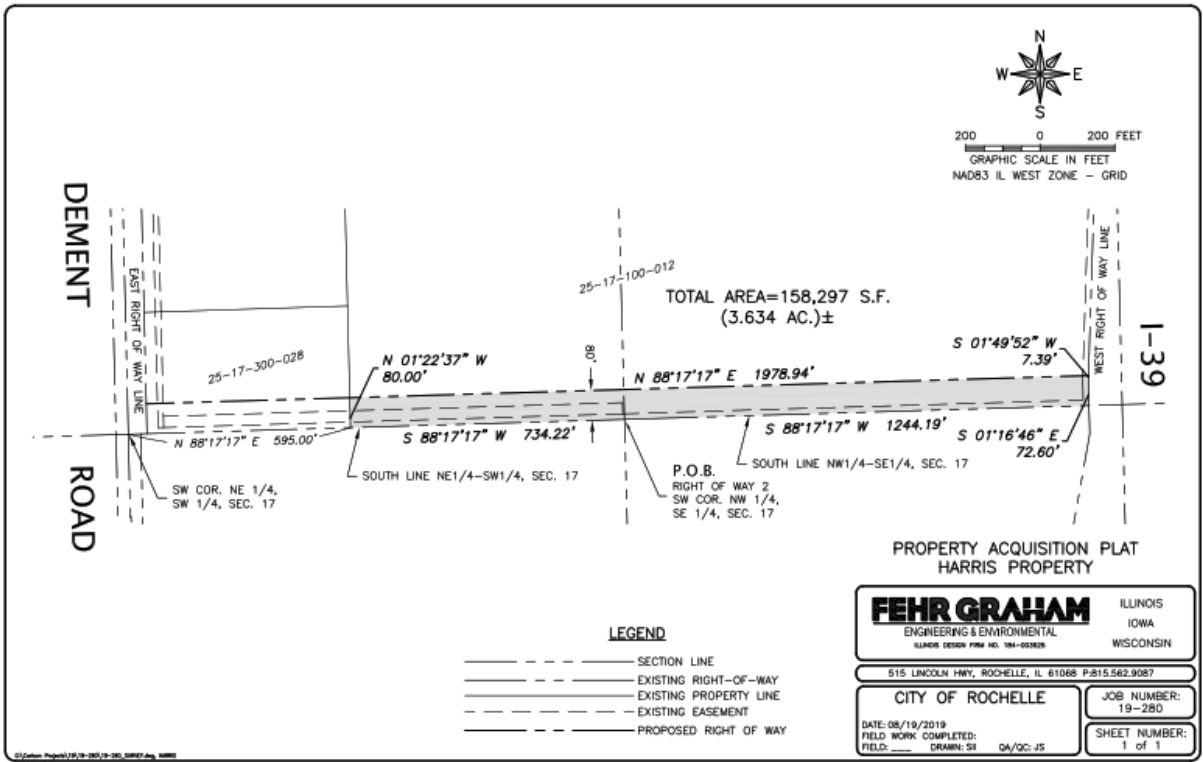 N
W E
S
200 0 200 FEET
GRAPHIC SCALE IN FEET
NAD83 IL WEST ZONE - GRID
DEMENT
ROAD
EAST RIGHT OF WAY LINE
25-17-300-028
25-17-100-012
TOTAL AREA=158,297 S.F.
(3.634 AC.)±
WEST RIGHT OF WAY LINE
I-39
S 01°49'52" W
7.39'
N 01°22'37" W
80.00'
80'
N 88°17'17" E 1978.94'
N 88°17'17" E 595.00'
S 88°17'17" W 734.22'
S 88°17'17" W 1244.19'
S 01°16'46" E
72.60'
SW COR. NE 1/4,
SW 1/4, SEC. 17
SOUTH LINE NE1/4-SW1/4, SEC. 17
P.O.B.
RIGHT OF WAY 2
SW COR. NW 1/4,
SE 1/4, SEC. 17
SOUTH LINE NW1/4-SE1/4, SEC. 17
PROPERTY ACQUISITION PLAT
HARRIS PROPERTY
LEGEND
SECTION LINE
EXISTING RIGHT-OF-WAY
EXISTING PROPERTY LINE
EXISTING EASEMENT
PROPOSED RIGHT OF WAY
FEHR GRAHAM
ENGINEERING & ENVIRONMENTAL
ILLINOIS DESIGN FIRM NO. 184-003525
ILLINOIS
IOWA
WISCONSIN
515 LINCOLN HWY, ROCHELLE, IL 61068 P:815.562.9087
CITY OF ROCHELLE
DATE: 08/19/2019
FIELD WORK COMPLETED:
FIELD: ____ DRAWN: SII QA/QC: JS
JOB NUMBER:
19-280
SHEET NUMBER:
1 of 1